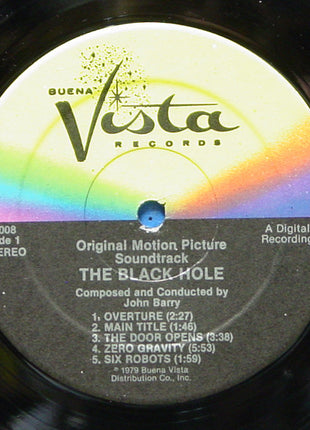 BUENA
Vista
RECORDS
008
de 1
EREO
A Digital
Recording
Original Motion Picture
Soundtrack
THE BLACK HOLE
Composed and Conducted by
John Barry
1. OVERTURE (2:27)
2. MAIN TITLE (1:46)
3. THE DOOR OPENS (3:38)
4. ZERO GRAVITY (5:53)
5. SIX ROBOTS (1:59)
℗ 1979 Buena Vista
Distribution Co., Inc.